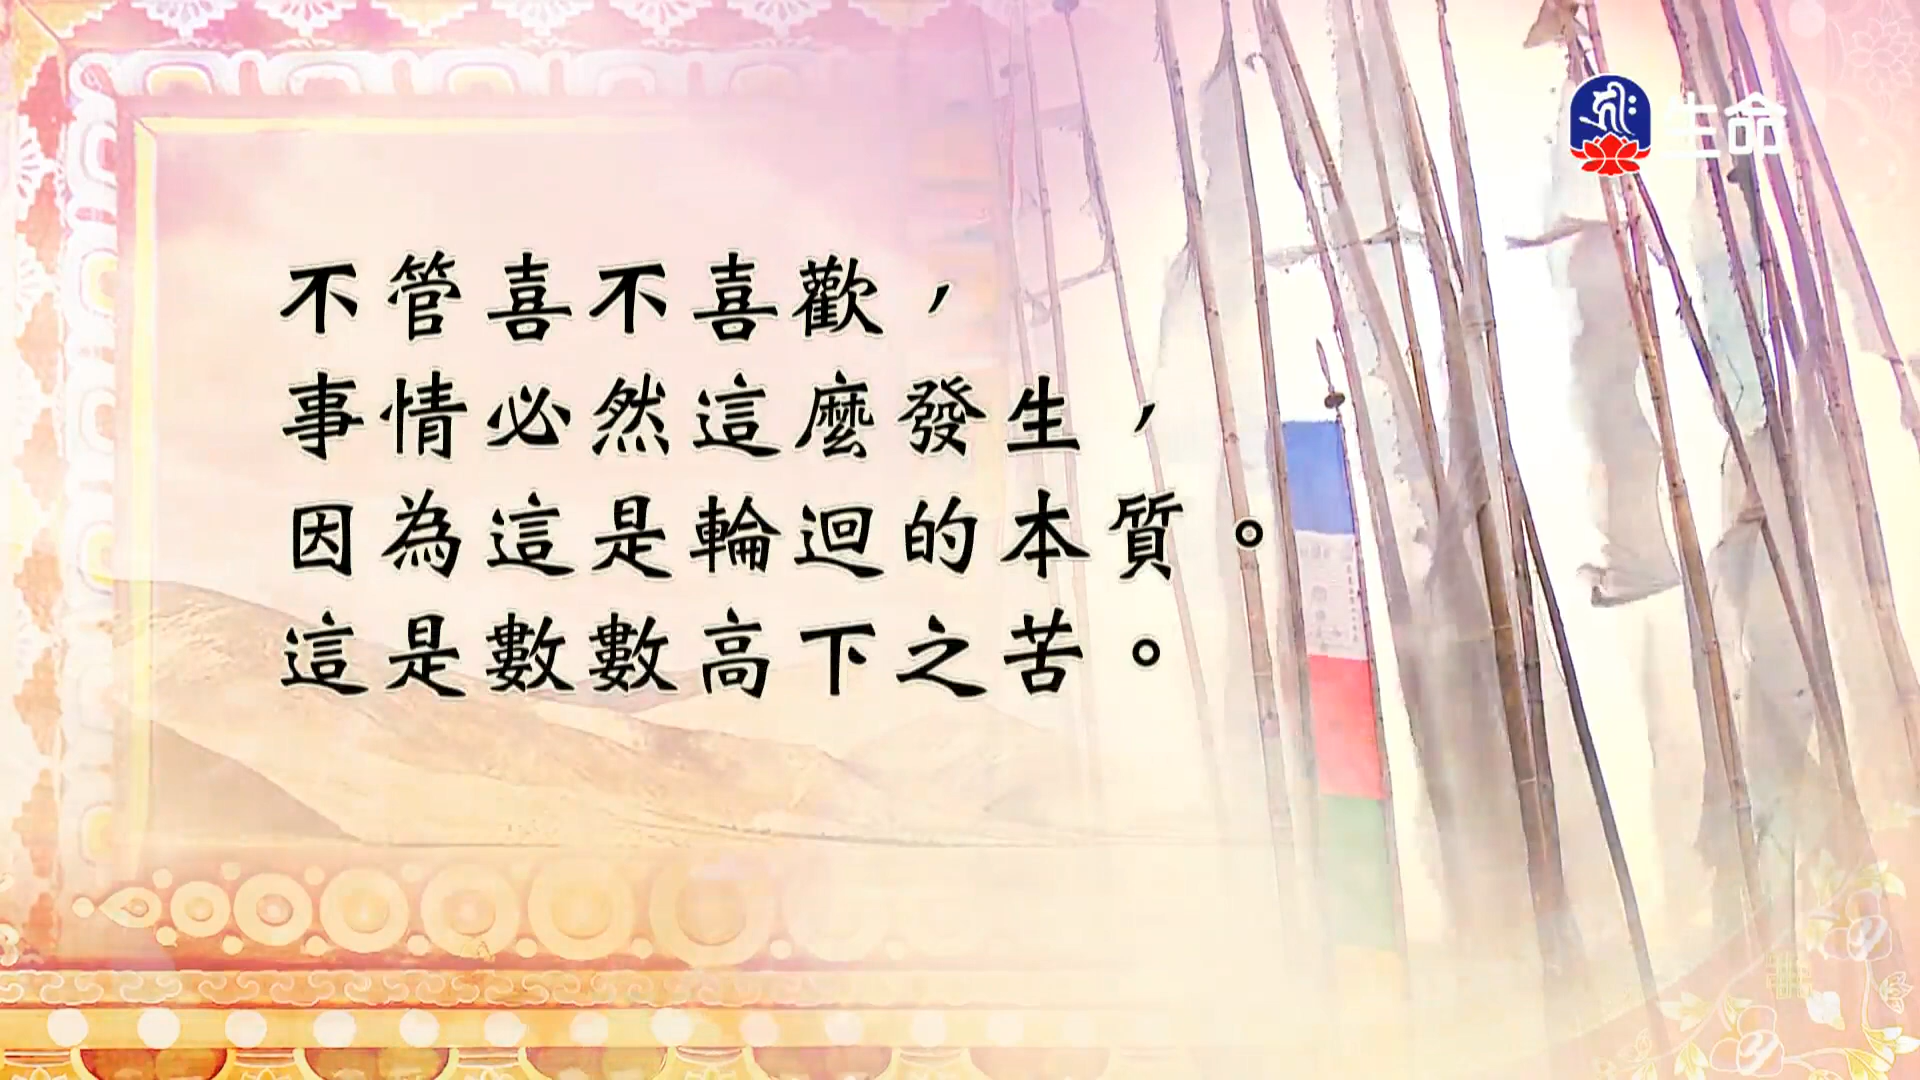 生命
不管喜不喜歡，
事情必然這麼發生，
因為這是輪迴的本質。
這是數數高下之苦。